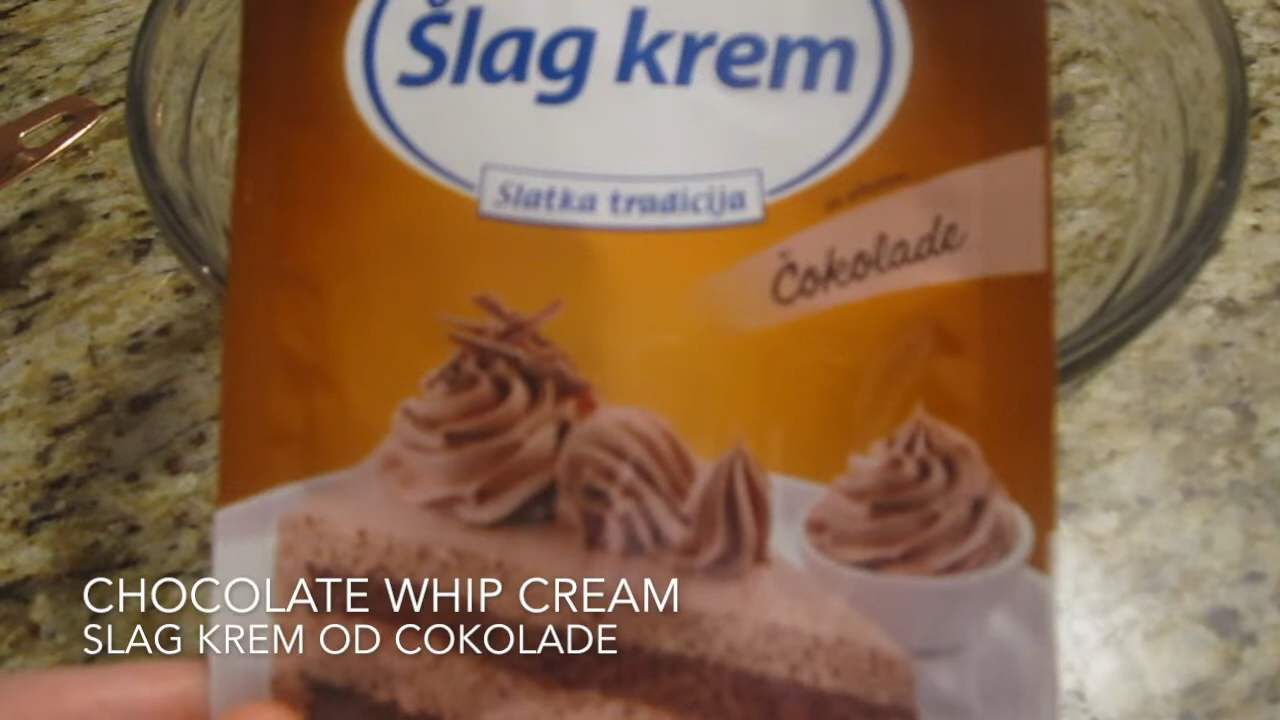 Šlag krem
Slatka tradicija
Čokolade
CHOCOLATE WHIP CREAM
SLAG KREM OD COKOLADE